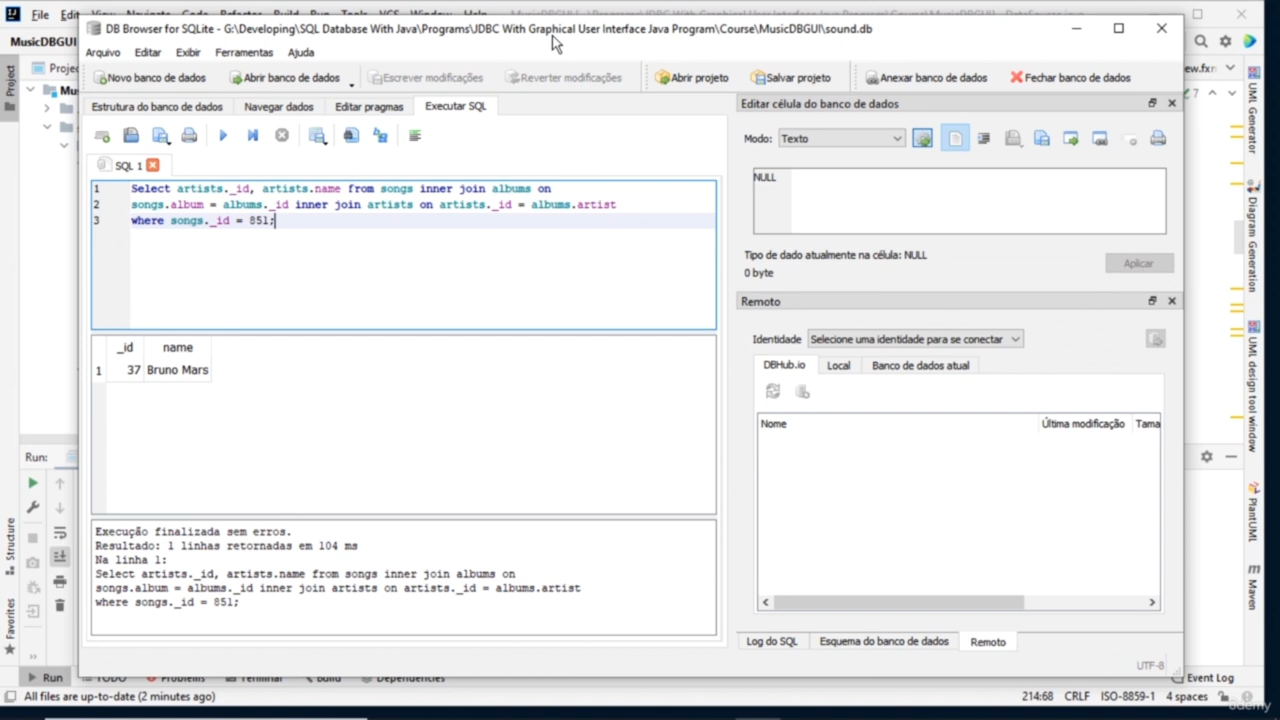 File
DB Browser for SQLite - G:\Developing\SQL Database With Java\Programs\JDBC With Graphical User Interface Java Program\Course\MusicDBGUI\sound.db
MusicDBGUI
Arquivo Editar Exibir Ferramentas Ajuda
Novo banco de dados Abrir banco de dados Escrever modificações Reverter modificações Abrir projeto Salvar projeto Anexar banco de dados Fechar banco de dados
Estrutura do banco de dados Navegar dados Editar pragmas Executar SQL
Editar célula do banco de dados
Modo: Texto
SQL 1
1 Select artists._id, artists.name from songs inner join albums on
2 songs.album = albums._id inner join artists on artists._id = albums.artist
3 where songs._id = 851;
NULL
Tipo de dado atualmente na célula: NULL
0 byte
Aplicar
Remoto
Identidade Selecione uma identidade para se conectar
DBHub.io Local Banco de dados atual
Nome Última modificação Tama
_id name
1 37 Bruno Mars
Execução finalizada sem erros.
Resultado: 1 linhas retornadas em 104 ms
Na linha 1:
Select artists._id, artists.name from songs inner join albums on
songs.album = albums._id inner join artists on artists._id = albums.artist
where songs._id = 851;
Log do SQL Esquema do banco de dados Remoto
UTF-8
Project
Structure
Favorites
Run:
UML Generator
Diagram Generation
UML design tool window
PlantUML
Maven
Run TODO Problems Terminal Build Dependencies Event Log
All files are up-to-date (2 minutes ago) 214:68 CRLF ISO-8859-1 4 spaces
udemy